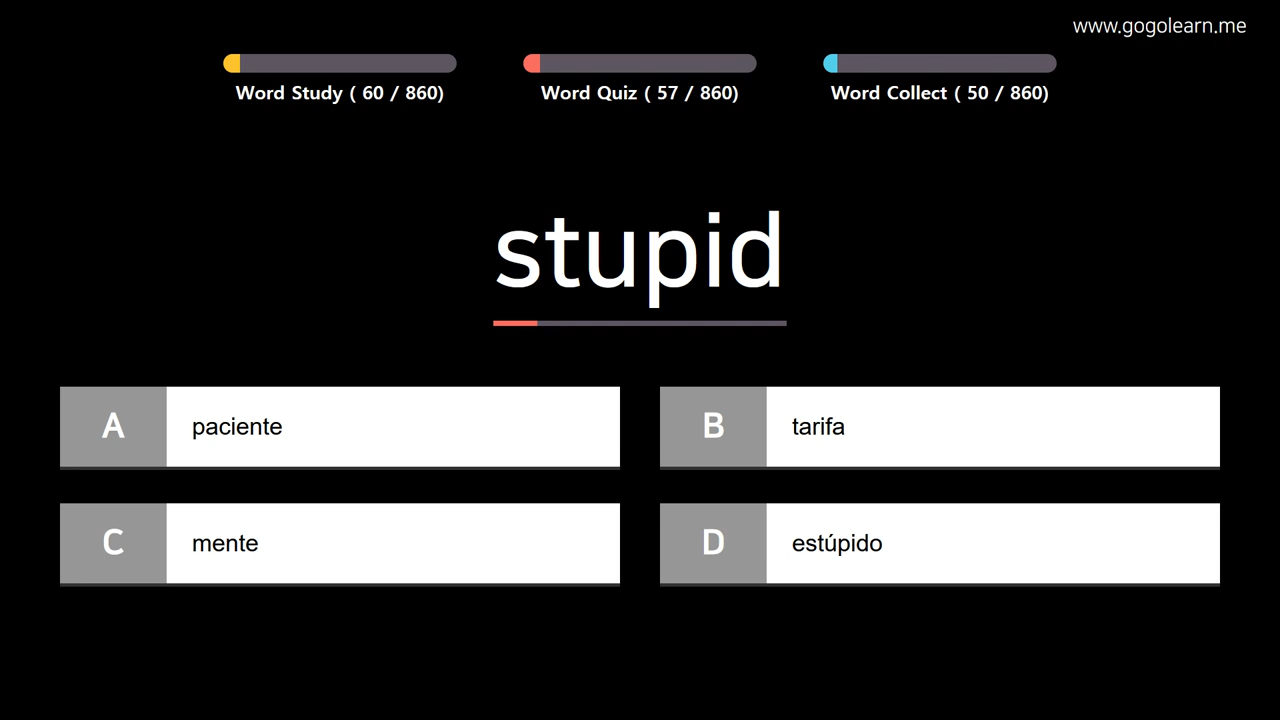 www.gogolearn.me
Word Study ( 60 / 860)
Word Quiz ( 57 / 860)
Word Collect ( 50 / 860)
stupid
A
paciente
B
tarifa
C
mente
D
estúpido